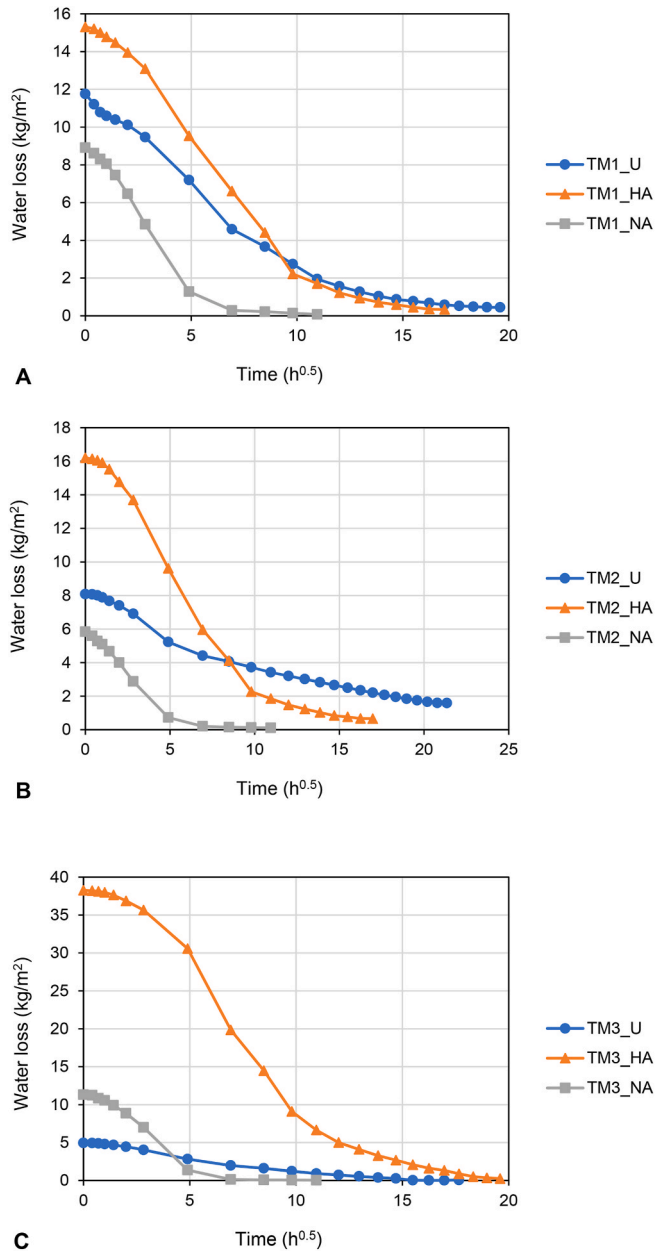 16
14
12
10
8
6
4
2
0
Water loss (kg/m²)
0 5 10 15 20
Time (h^0.5)
TM1_U
TM1_HA
TM1_NA
A
18
16
14
12
10
8
6
4
2
0
Water loss (kg/m²)
0 5 10 15 20 25
Time (h^0.5)
TM2_U
TM2_HA
TM2_NA
B
40
35
30
25
20
15
10
5
0
Water loss (kg/m²)
0 5 10 15 20
Time (h^0.5)
TM3_U
TM3_HA
TM3_NA
C